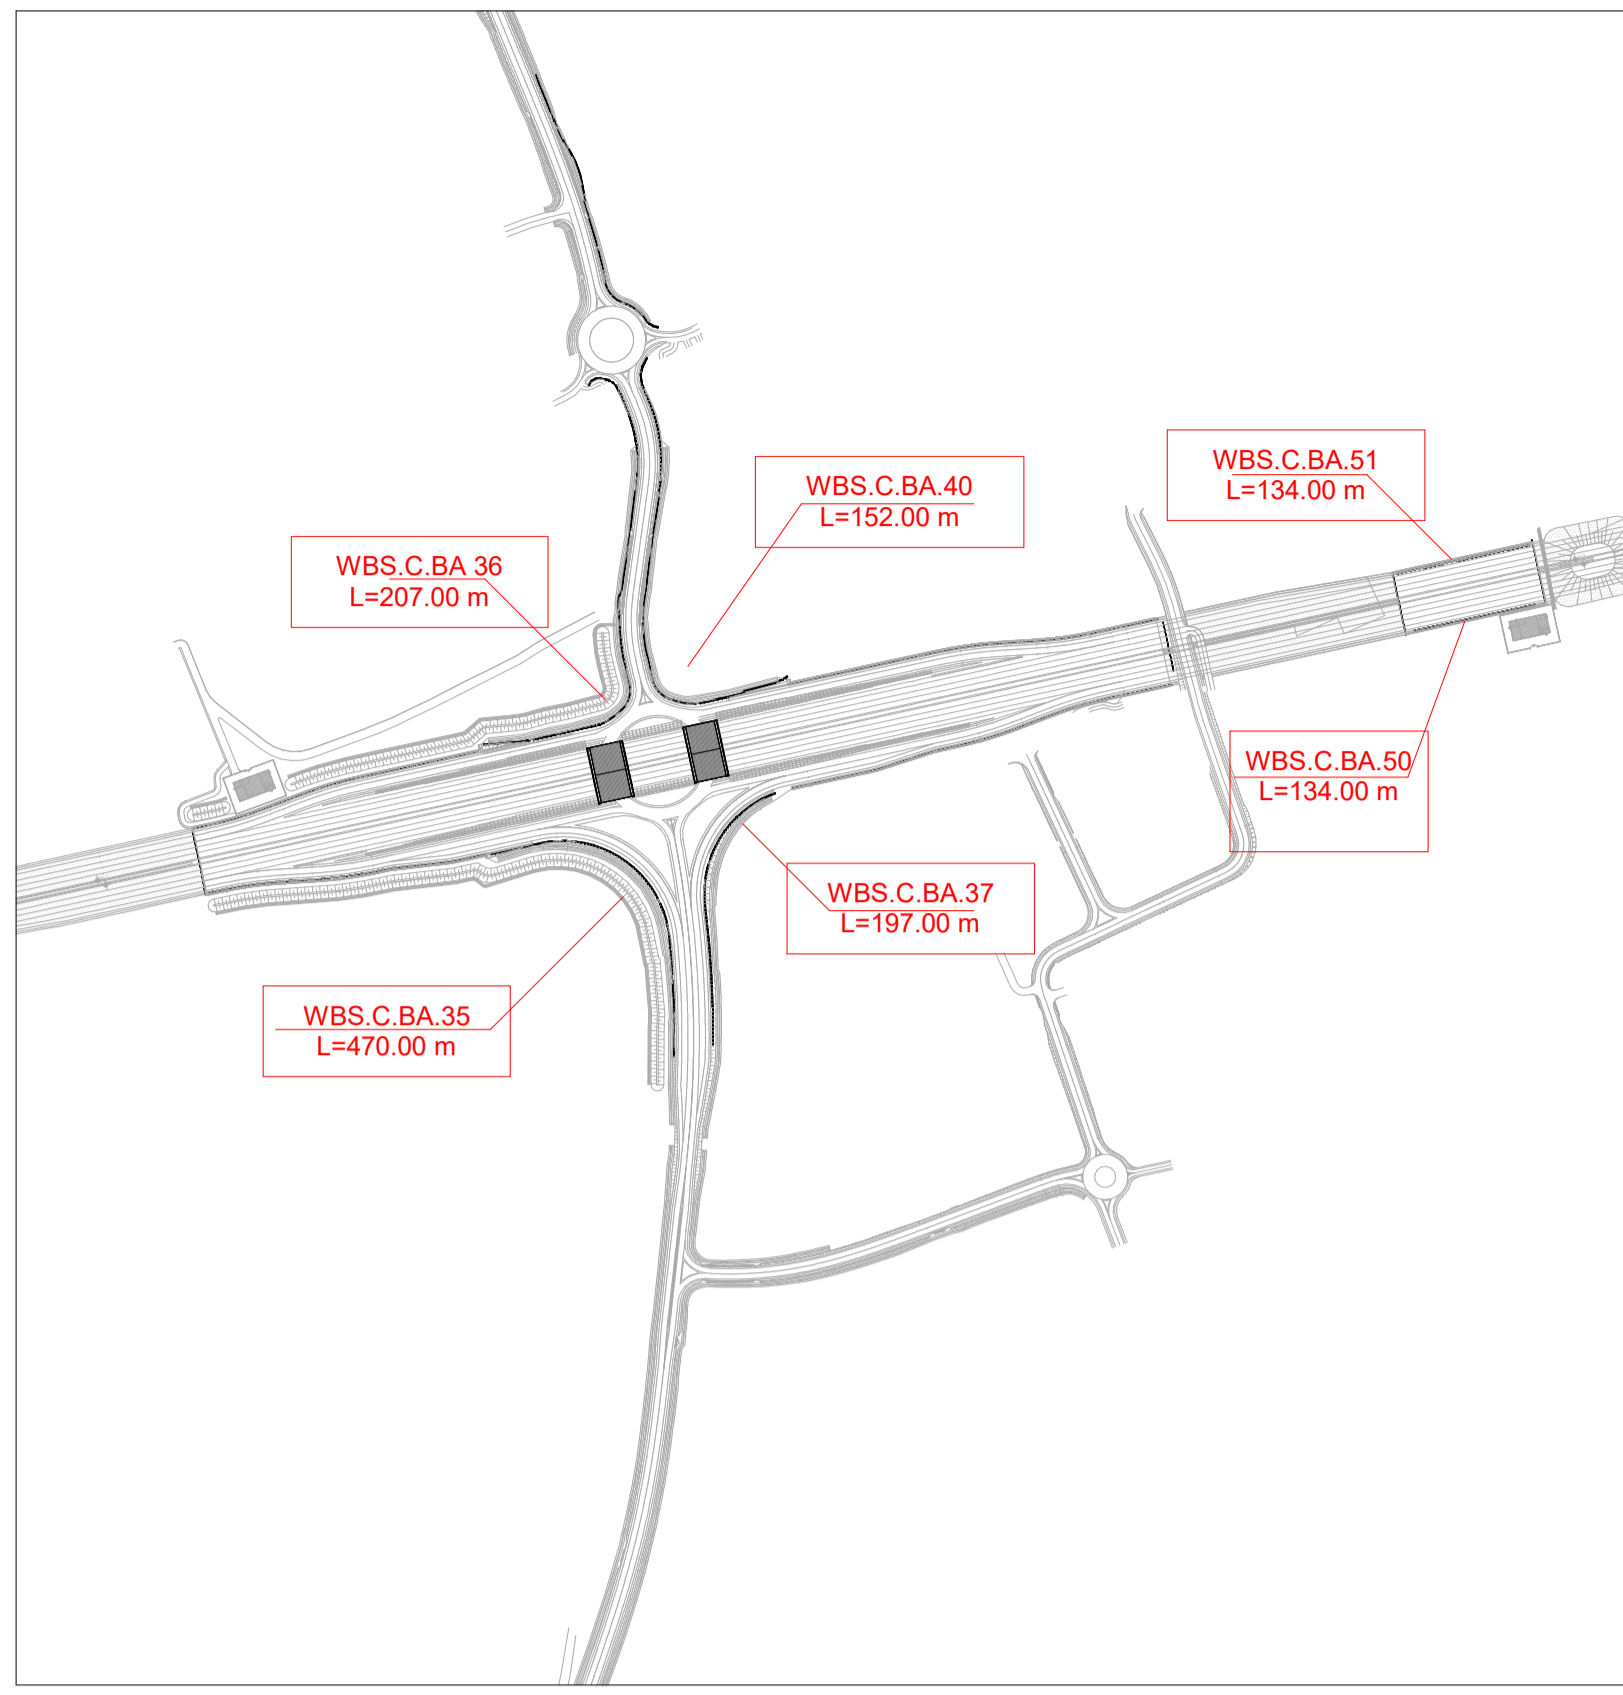 WBS.C.BA.51
L=134.00 m
WBS.C.BA.40
L=152.00 m
WBS.C.BA 36
L=207.00 m
WBS.C.BA.50
L=134.00 m
WBS.C.BA.37
L=197.00 m
WBS.C.BA.35
L=470.00 m